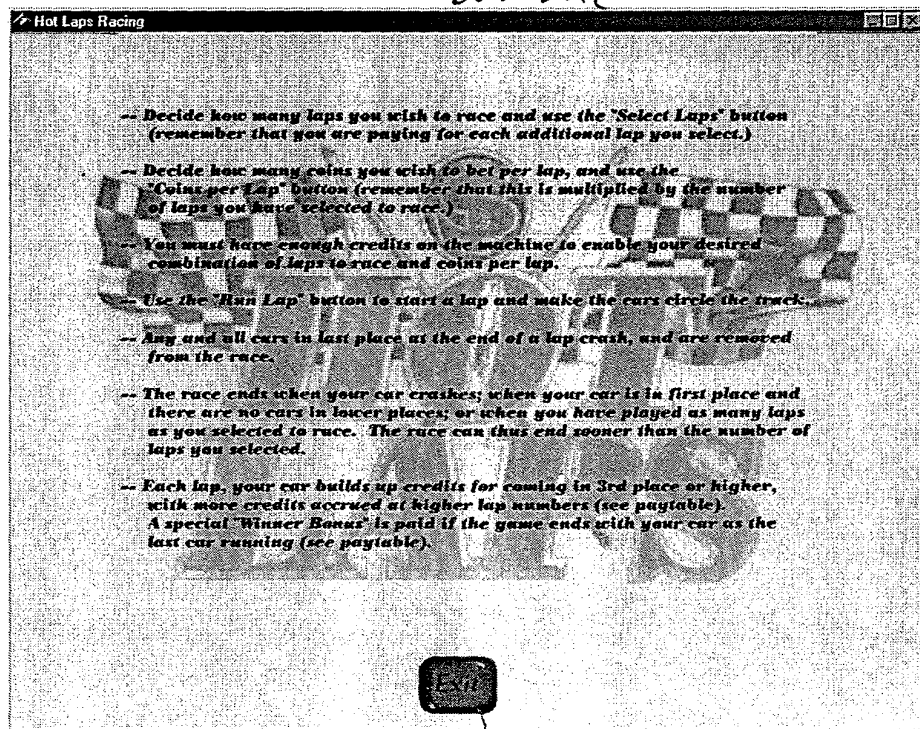 Hot Laps Racing
-- Decide how many laps you wish to race and use the "Select Laps" button
(remember that you are paying for each additional lap you select.)
-- Decide how many coins you wish to bet per lap, and use the
"Coins per Lap" button (remember that this is multiplied by the number
of laps you have selected to race.)
-- You must have enough credits on the machine to enable your desired
combination of laps to race and coins per lap.
-- Use the "Run Lap" button to start a lap and make the cars circle the track.
-- Any and all cars in last place at the end of a lap crash, and are removed
from the race.
-- The race ends when your car crashes; when your car is in first place and
there are no cars in lower places; or when you have played as many laps
as you selected to race. The race can thus end sooner than the number of
laps you selected.
-- Each lap, your car builds up credits for coming in 3rd place or higher,
with more credits accrued at higher lap numbers (see paytable).
A special "Winner Bonus" is paid if the game ends with your car as the
last car running (see paytable).
HOT
LAPS
Exit